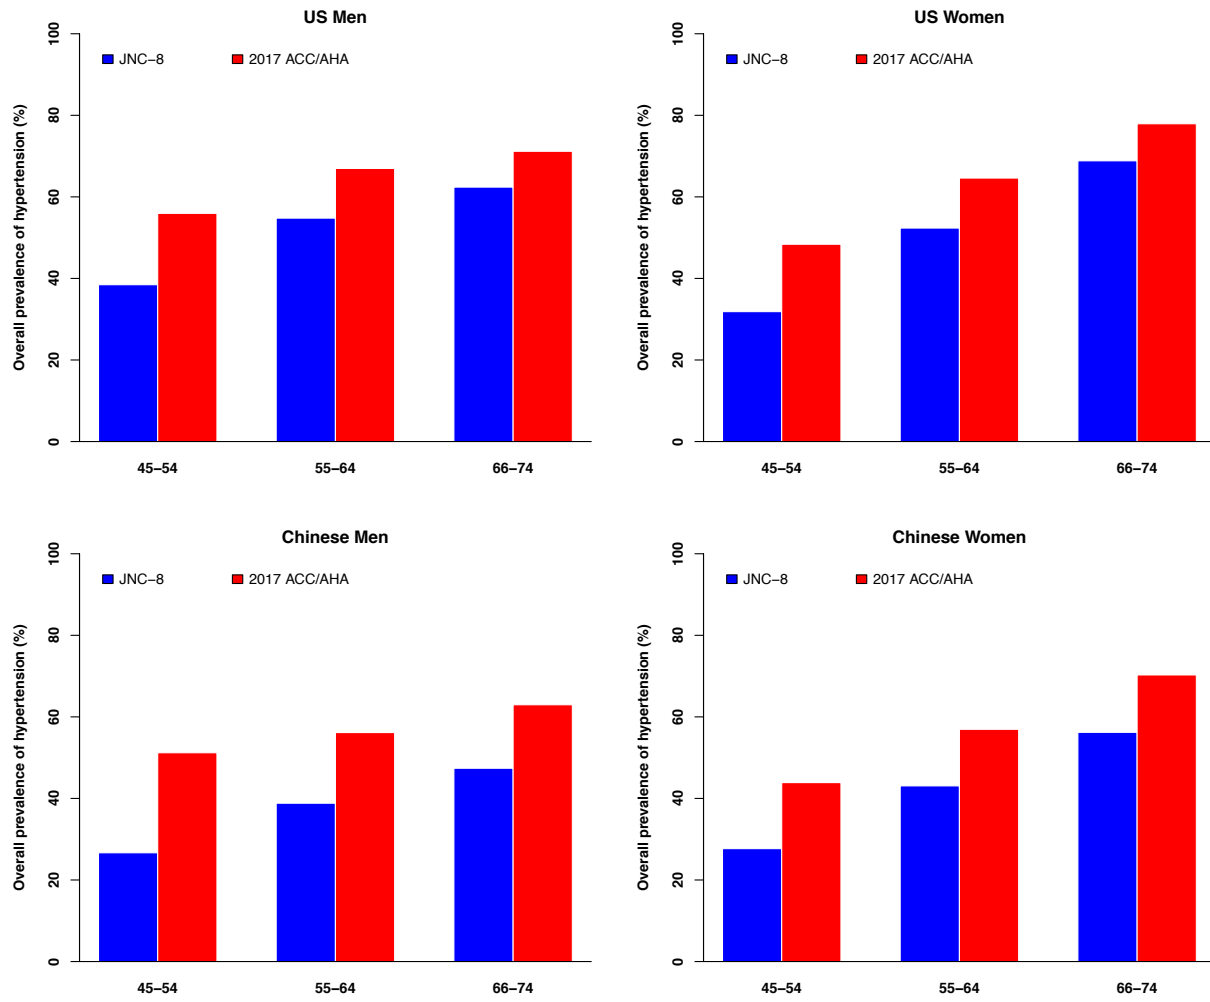 US Men
JNC−8
2017 ACC/AHA
Overall prevalence of hypertension (%)
100
80
60
40
20
0
45−54
55−64
66−74
US Women
JNC−8
2017 ACC/AHA
Overall prevalence of hypertension (%)
100
80
60
40
20
0
45−54
55−64
66−74
Chinese Men
JNC−8
2017 ACC/AHA
Overall prevalence of hypertension (%)
100
80
60
40
20
0
45−54
55−64
66−74
Chinese Women
JNC−8
2017 ACC/AHA
Overall prevalence of hypertension (%)
100
80
60
40
20
0
45−54
55−64
66−74